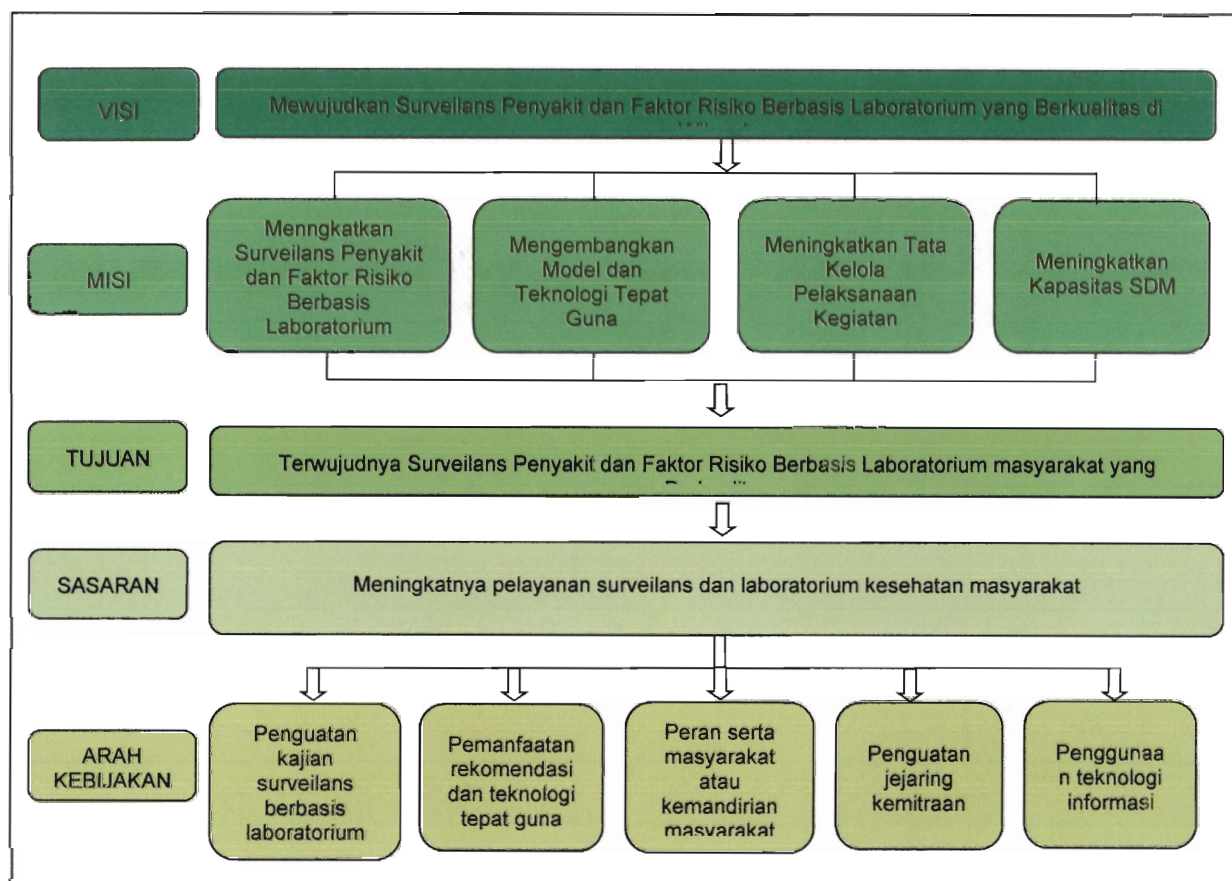 VISI
Mewujudkan Surveilans Penyakit dan Faktor Risiko Berbasis Laboratorium yang Berkualitas di
MISI
Menngkatkan
Surveilans Penyakit
dan Faktor Risiko
Berbasis
Laboratorium
Mengembangkan
Model dan
Teknologi Tepat
Guna
Meningkatkan Tata
Kelola
Pelaksanaan
Kegiatan
Meningkatkan
Kapasitas SDM
TUJUAN
Terwujudnya Surveilans Penyakit dan Faktor Risiko Berbasis Laboratorium masyarakat yang
SASARAN
Meningkatnya pelayanan surveilans dan laboratorium kesehatan masyarakat
ARAH
KEBIJAKAN
Penguatan
kajian
surveilans
berbasis
laboratorium
Pemanfaatan
rekomendasi
dan teknologi
tepat guna
Peran serta
masyarakat
atau
kemandirian
masyarakat
Penguatan
jejaring
kemitraan
Penggunaa
n teknologi
informasi